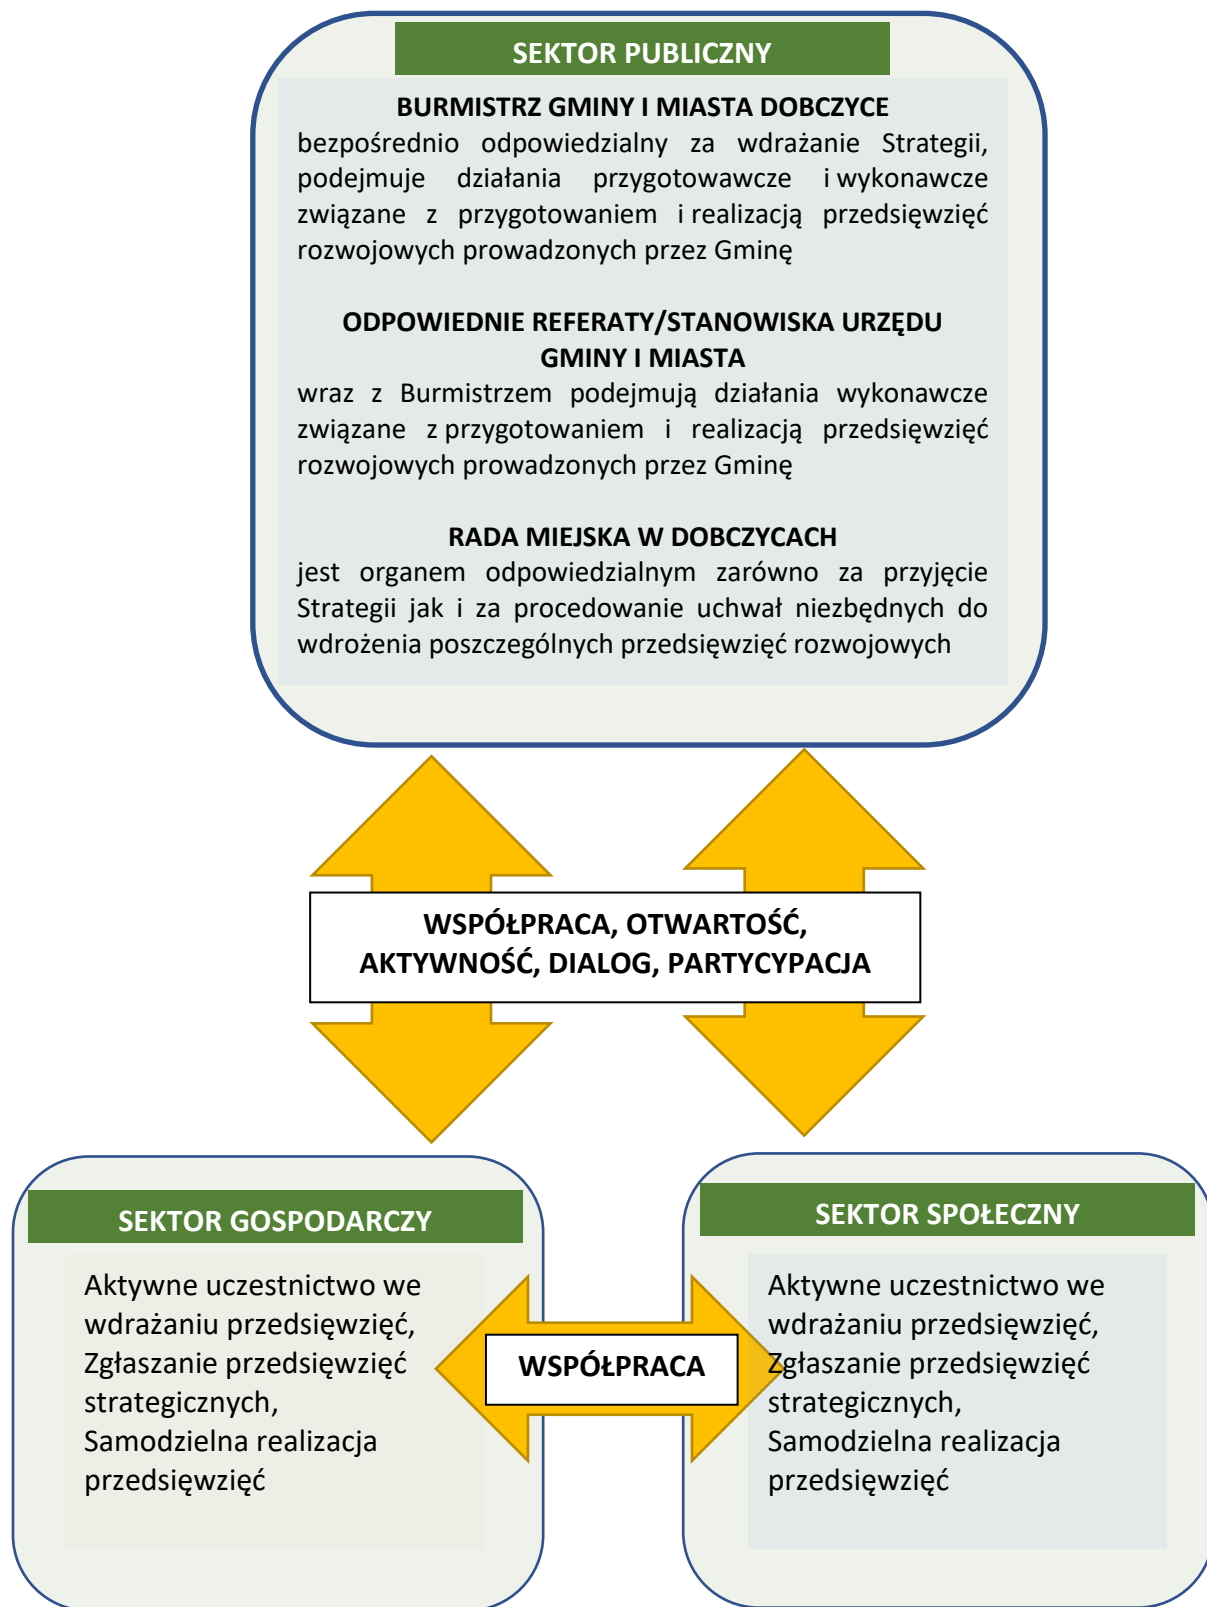 SEKTOR PUBLICZNY
BURMISTRZ GMINY I MIASTA DOBCZYCE
bezpośrednio odpowiedzialny za wdrażanie Strategii,
podejmuje działania przygotowawcze i wykonawcze
związane z przygotowaniem i realizacją przedsięwzięć
rozwojowych prowadzonych przez Gminę
ODPOWIEDNIE REFERATY/STANOWISKA URZĘDU
GMINY I MIASTA
wraz z Burmistrzem podejmują działania wykonawcze
związane z przygotowaniem i realizacją przedsięwzięć
rozwojowych prowadzonych przez Gminę
RADA MIEJSKA W DOBCZYCACH
jest organem odpowiedzialnym zarówno za przyjęcie
Strategii jak i za procedowanie uchwał niezbędnych do
wdrożenia poszczególnych przedsięwzięć rozwojowych
WSPÓŁPRACA, OTWARTOŚĆ,
AKTYWNOŚĆ, DIALOG, PARTYCYPACJA
SEKTOR GOSPODARCZY
Aktywne uczestnictwo we
wdrażaniu przedsięwzięć,
Zgłaszanie przedsięwzięć
strategicznych,
Samodzielna realizacja
przedsięwzięć
WSPÓŁPRACA
SEKTOR SPOŁECZNY
Aktywne uczestnictwo we
wdrażaniu przedsięwzięć,
Zgłaszanie przedsięwzięć
strategicznych,
Samodzielna realizacja
przedsięwzięć